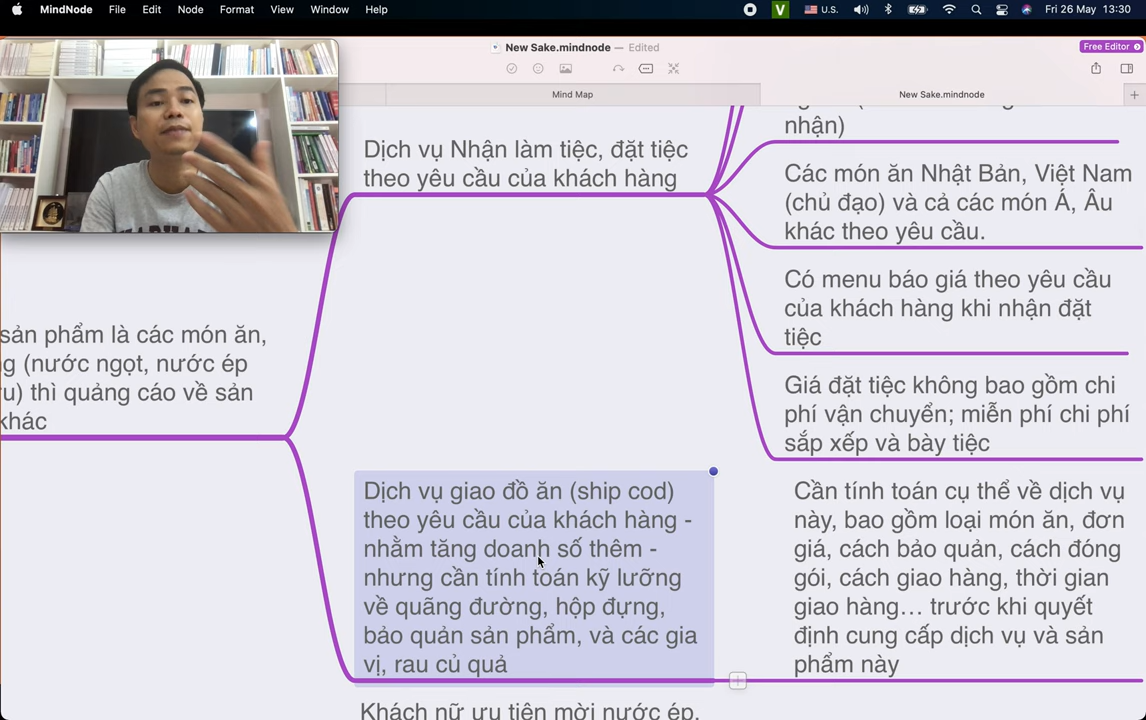 MindNode File Edit Node Format View Window Help
V U.S. Fri 26 May 13:30
New Sake.mindnode — Edited
Free Editor
Mind Map
New Sake.mindnode
nhận)
Dịch vụ Nhận làm tiệc, đặt tiệc
theo yêu cầu của khách hàng
Các món ăn Nhật Bản, Việt Nam
(chủ đạo) và cả các món Á, Âu
khác theo yêu cầu.
Có menu báo giá theo yêu cầu
của khách hàng khi nhận đặt
tiệc
sản phẩm là các món ăn,
g (nước ngọt, nước ép
u) thì quảng cáo về sản
khác
Giá đặt tiệc không bao gồm chi
phí vận chuyển; miễn phí chi phí
sắp xếp và bày tiệc
Dịch vụ giao đồ ăn (ship cod)
theo yêu cầu của khách hàng -
nhằm tăng doanh số thêm -
nhưng cần tính toán kỹ lưỡng
về quãng đường, hộp đựng,
bảo quản sản phẩm, và các gia
vị, rau củ quả
Cần tính toán cụ thể về dịch vụ
này, bao gồm loại món ăn, đơn
giá, cách bảo quản, cách đóng
gói, cách giao hàng, thời gian
giao hàng… trước khi quyết
định cung cấp dịch vụ và sản
phẩm này
Khách nữ ưu tiên mời nước ép,